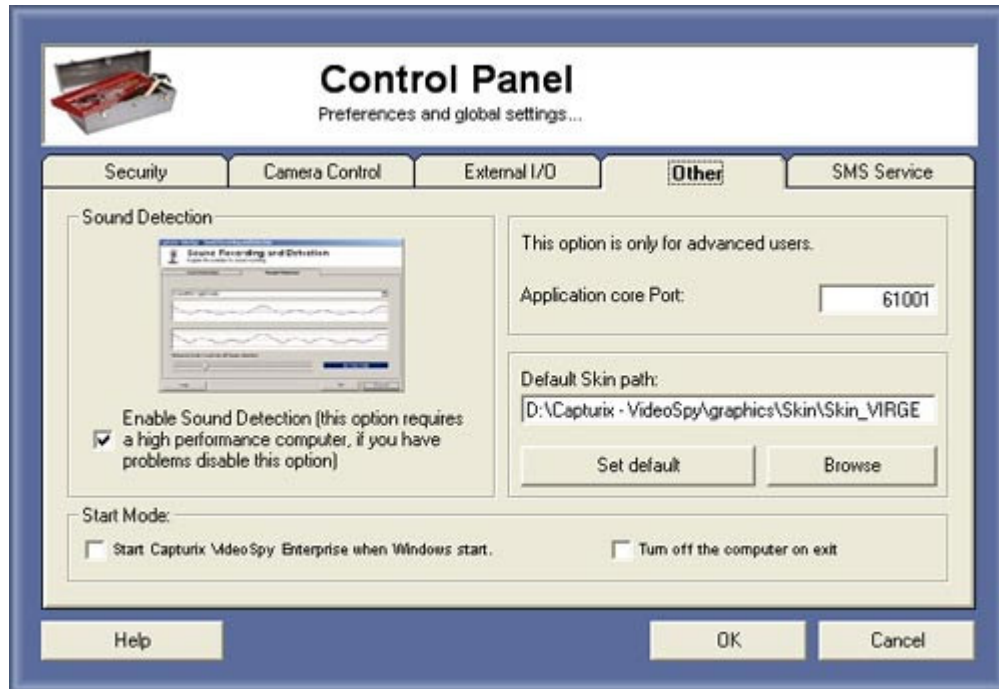 Control Panel
Preferences and global settings...
Security
Camera Control
External I/O
Other
SMS Service
Sound Detection
Sound Recording and Detection
Enable Sound Detection (this option requires
a high performance computer, if you have
problems disable this option)
This option is only for advanced users.
Application core Port:
61001
Default Skin path:
D:\Capturix - VideoSpy\graphics\Skin\Skin_VIRGE
Set default
Browse
Start Mode:
Start Capturix VideoSpy Enterprise when Windows start.
Turn off the computer on exit
Help
OK
Cancel